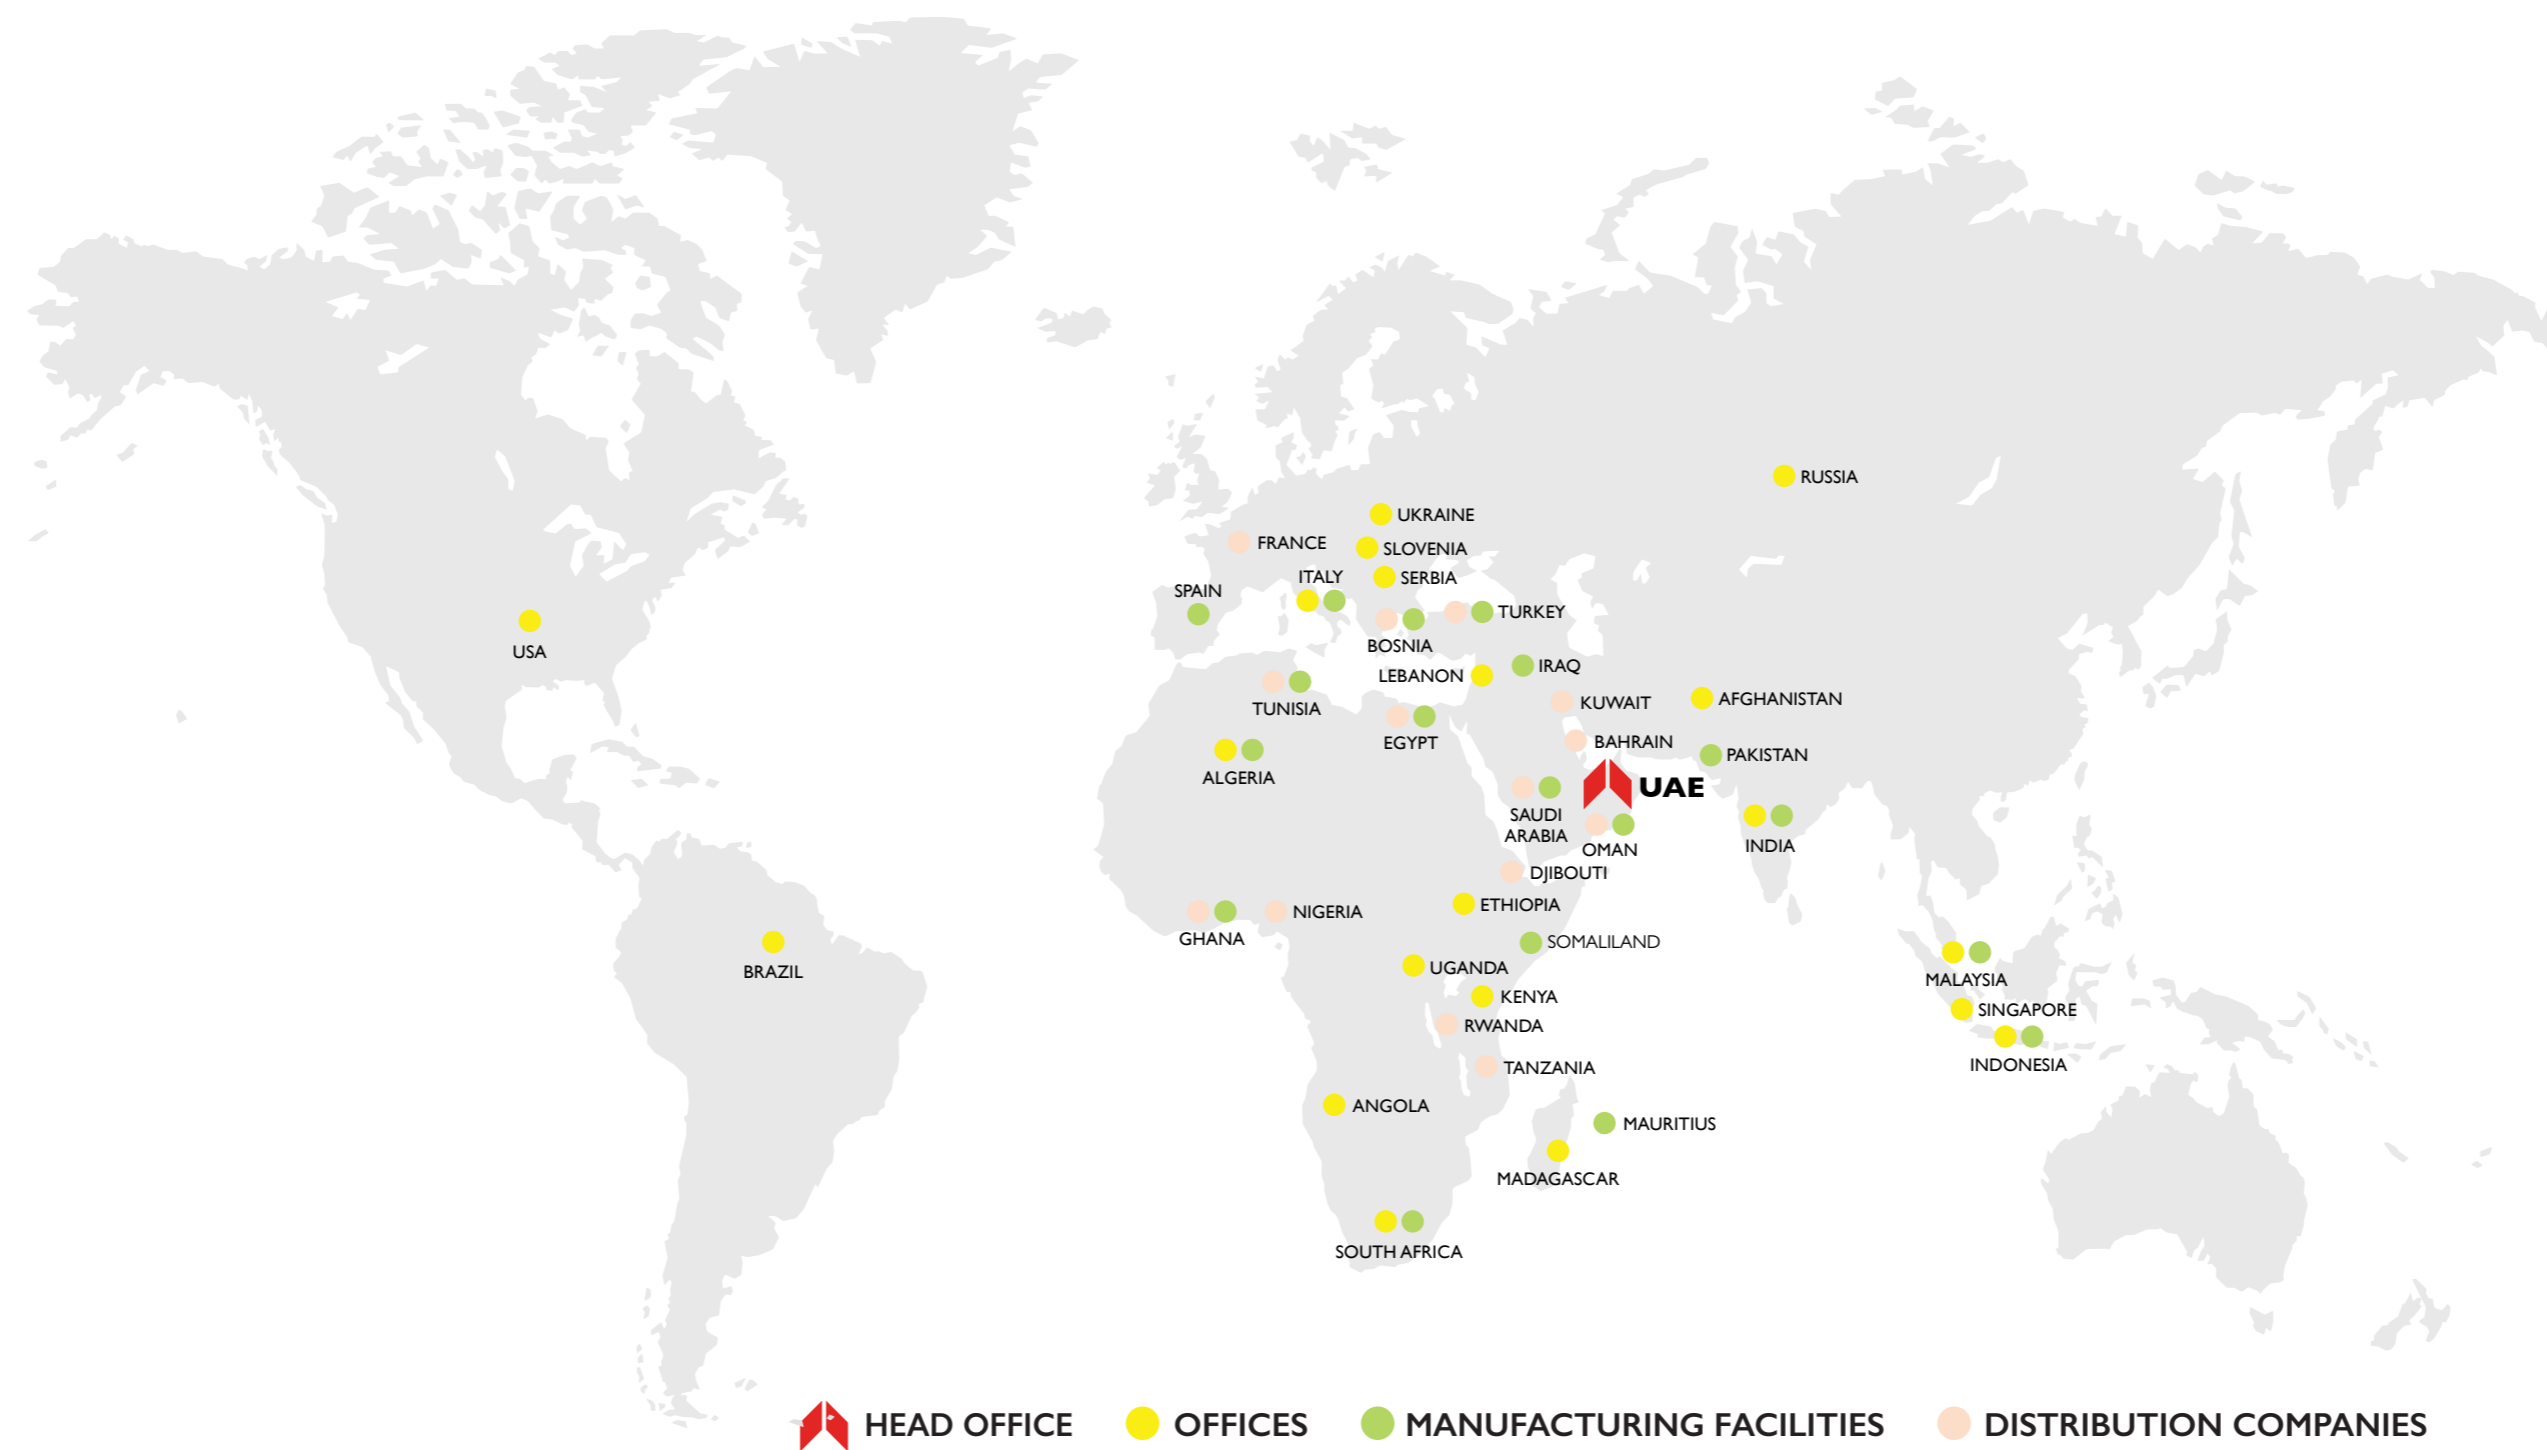 RUSSIA
UKRAINE
FRANCE
SLOVENIA
ITALY
SERBIA
SPAIN
TURKEY
USA
BOSNIA
IRAQ
LEBANON
KUWAIT
AFGHANISTAN
TUNISIA
EGYPT
BAHRAIN
PAKISTAN
ALGERIA
UAE
SAUDI
ARABIA
OMAN
INDIA
DJIBOUTI
ETHIOPIA
NIGERIA
GHANA
SOMALILAND
BRAZIL
UGANDA
MALAYSIA
KENYA
SINGAPORE
RWANDA
INDONESIA
TANZANIA
ANGOLA
MAURITIUS
MADAGASCAR
SOUTH AFRICA
HEAD OFFICE
OFFICES
MANUFACTURING FACILITIES
DISTRIBUTION COMPANIES